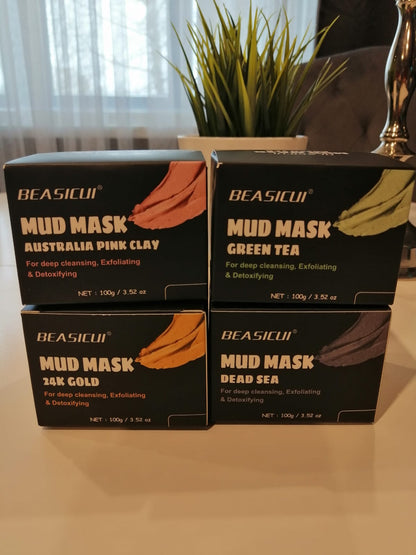 BEASICUI®
MUD MASK
AUSTRALIA PINK CLAY
For deep cleansing, Exfoliating
& Detoxifying
NET : 100g / 3.52 oz
BEASICUI®
MUD MASK
GREEN TEA
For deep cleansing, Exfoliating
& Detoxifying
NET : 100g / 3.52 oz
BEASICUI®
MUD MASK
24K GOLD
For deep cleansing, Exfoliating
& Detoxifying
NET : 100g / 3.52 oz
BEASICUI®
MUD MASK
DEAD SEA
For deep cleansing, Exfoliating
& Detoxifying
NET : 100g / 3.52 oz